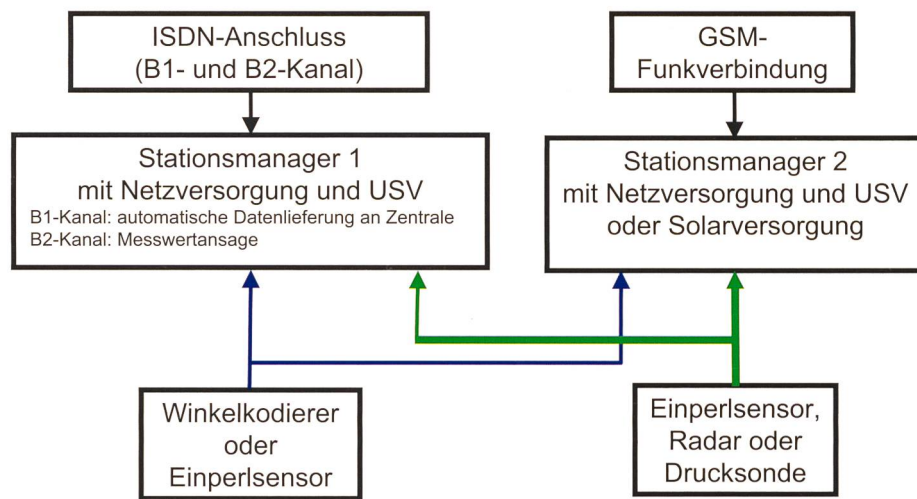 ISDN-Anschluss
(B1- und B2-Kanal)
GSM-
Funkverbindung
Stationsmanager 1
mit Netzversorgung und USV
B1-Kanal: automatische Datenlieferung an Zentrale
B2-Kanal: Messwertansage
Stationsmanager 2
mit Netzversorgung und USV
oder Solarversorgung
Winkelkodierer
oder
Einperlsensor
Einperlsensor,
Radar oder
Drucksonde